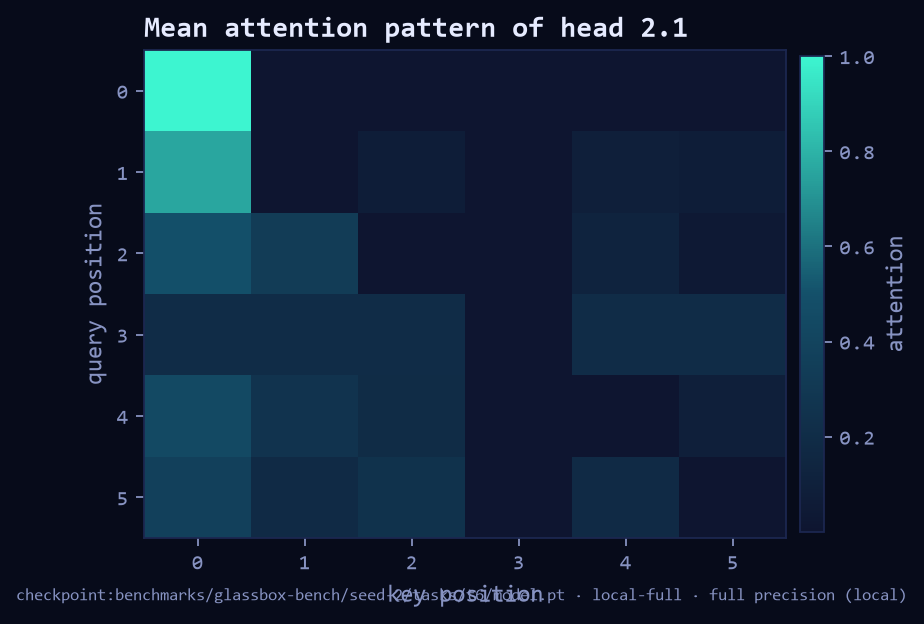 Mean attention pattern of head 2.1
1.0
0.8
0.6
0.4
0.2
attention
query position
0
1
2
3
4
5
0 1 2 3 4 5
key position
checkpoint:benchmarks/glassbox-bench/seed- · local-full · full precision (local)